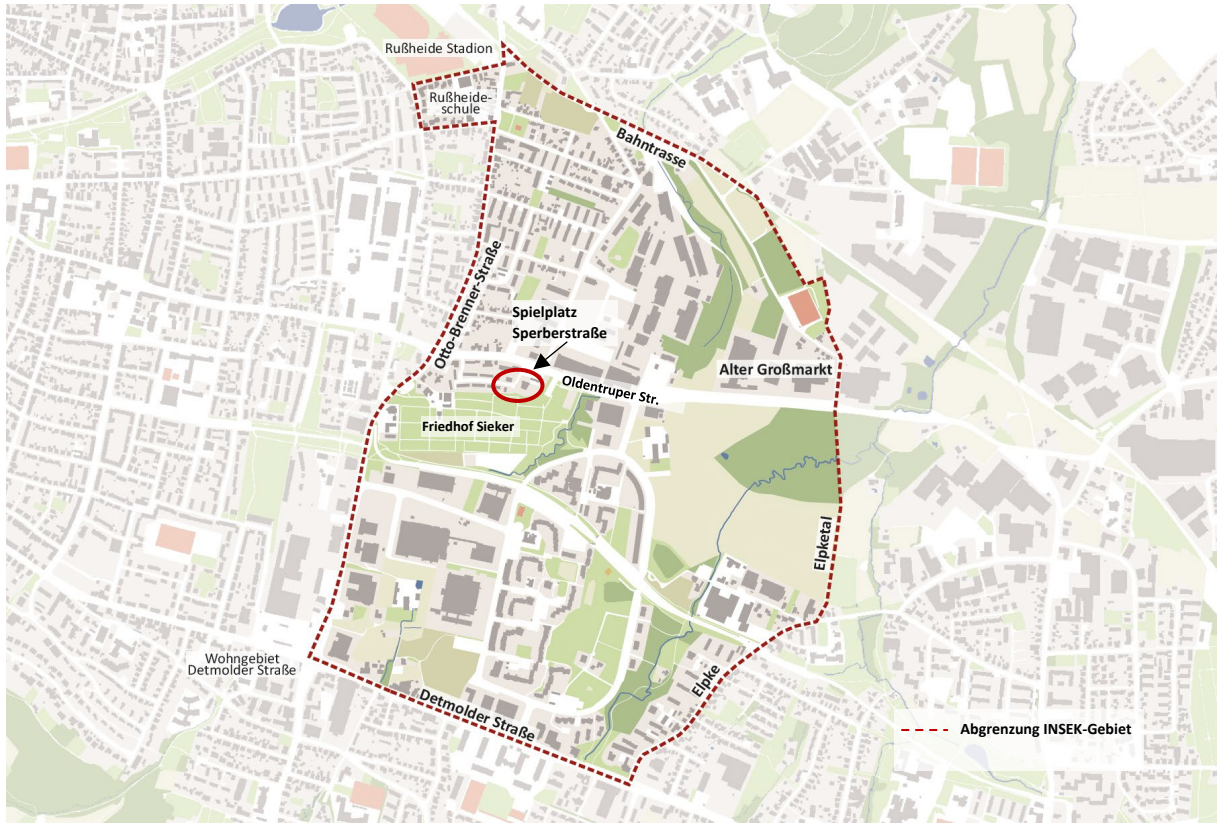 Rußheide Stadion
Rußheide-
schule
Bahntrasse
Otto-Brenner-Straße
Spielplatz
Sperberstraße
Alter Großmarkt
Oldentruper Str.
Friedhof Sieker
Elpketal
Wohngebiet
Detmolder Straße
Elpke
Detmolder Straße
Abgrenzung INSEK-Gebiet